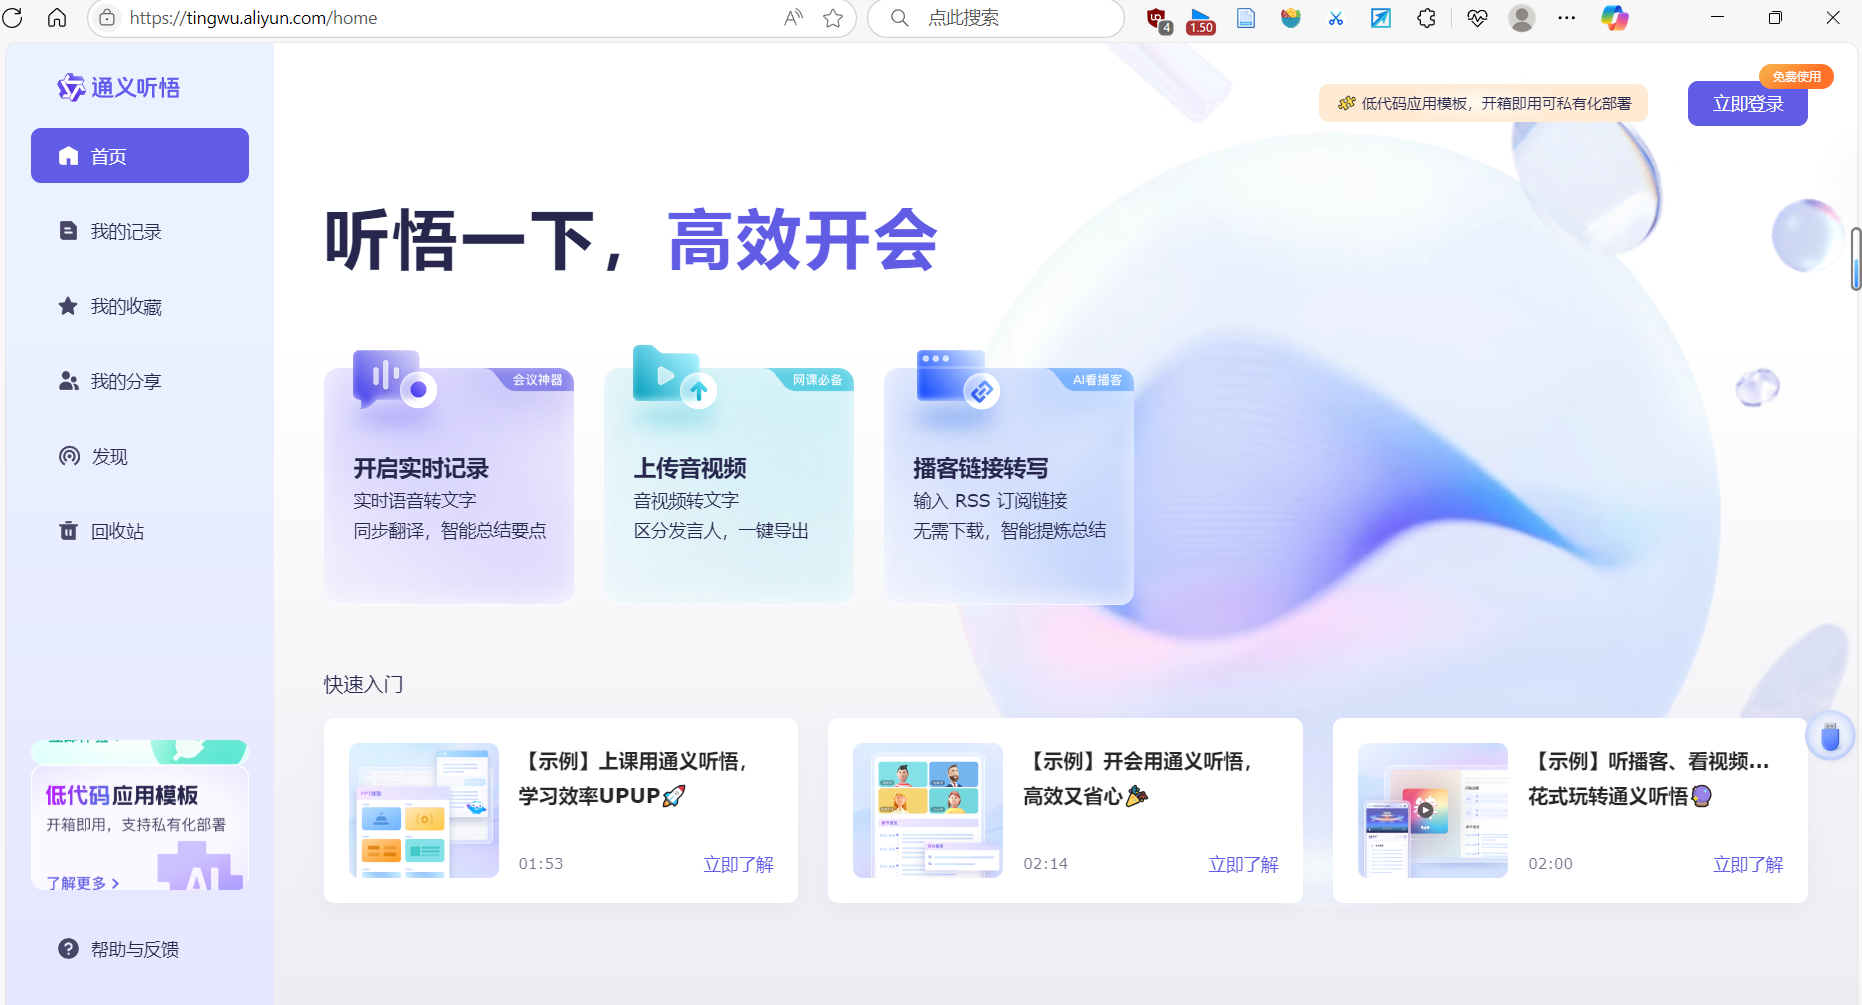 https://tingwu.aliyun.com/home
点此搜索
4
1.50
通义听悟
首页
我的记录
我的收藏
我的分享
发现
回收站
低代码应用模板
开箱即用，支持私有化部署
了解更多
AI
帮助与反馈
低代码应用模板，开箱即用可私有化部署
免费使用
立即登录
听悟一下，高效开会
会议神器
开启实时记录
实时语音转文字
同步翻译，智能总结要点
网课必备
上传音视频
音视频转文字
区分发言人，一键导出
AI看播客
播客链接转写
输入 RSS 订阅链接
无需下载，智能提炼总结
快速入门
【示例】上课用通义听悟，
学习效率UPUP🚀
01:53
立即了解
【示例】开会用通义听悟，
高效又省心🎉
02:14
立即了解
【示例】听播客、看视频...
花式玩转通义听悟🔮
02:00
立即了解